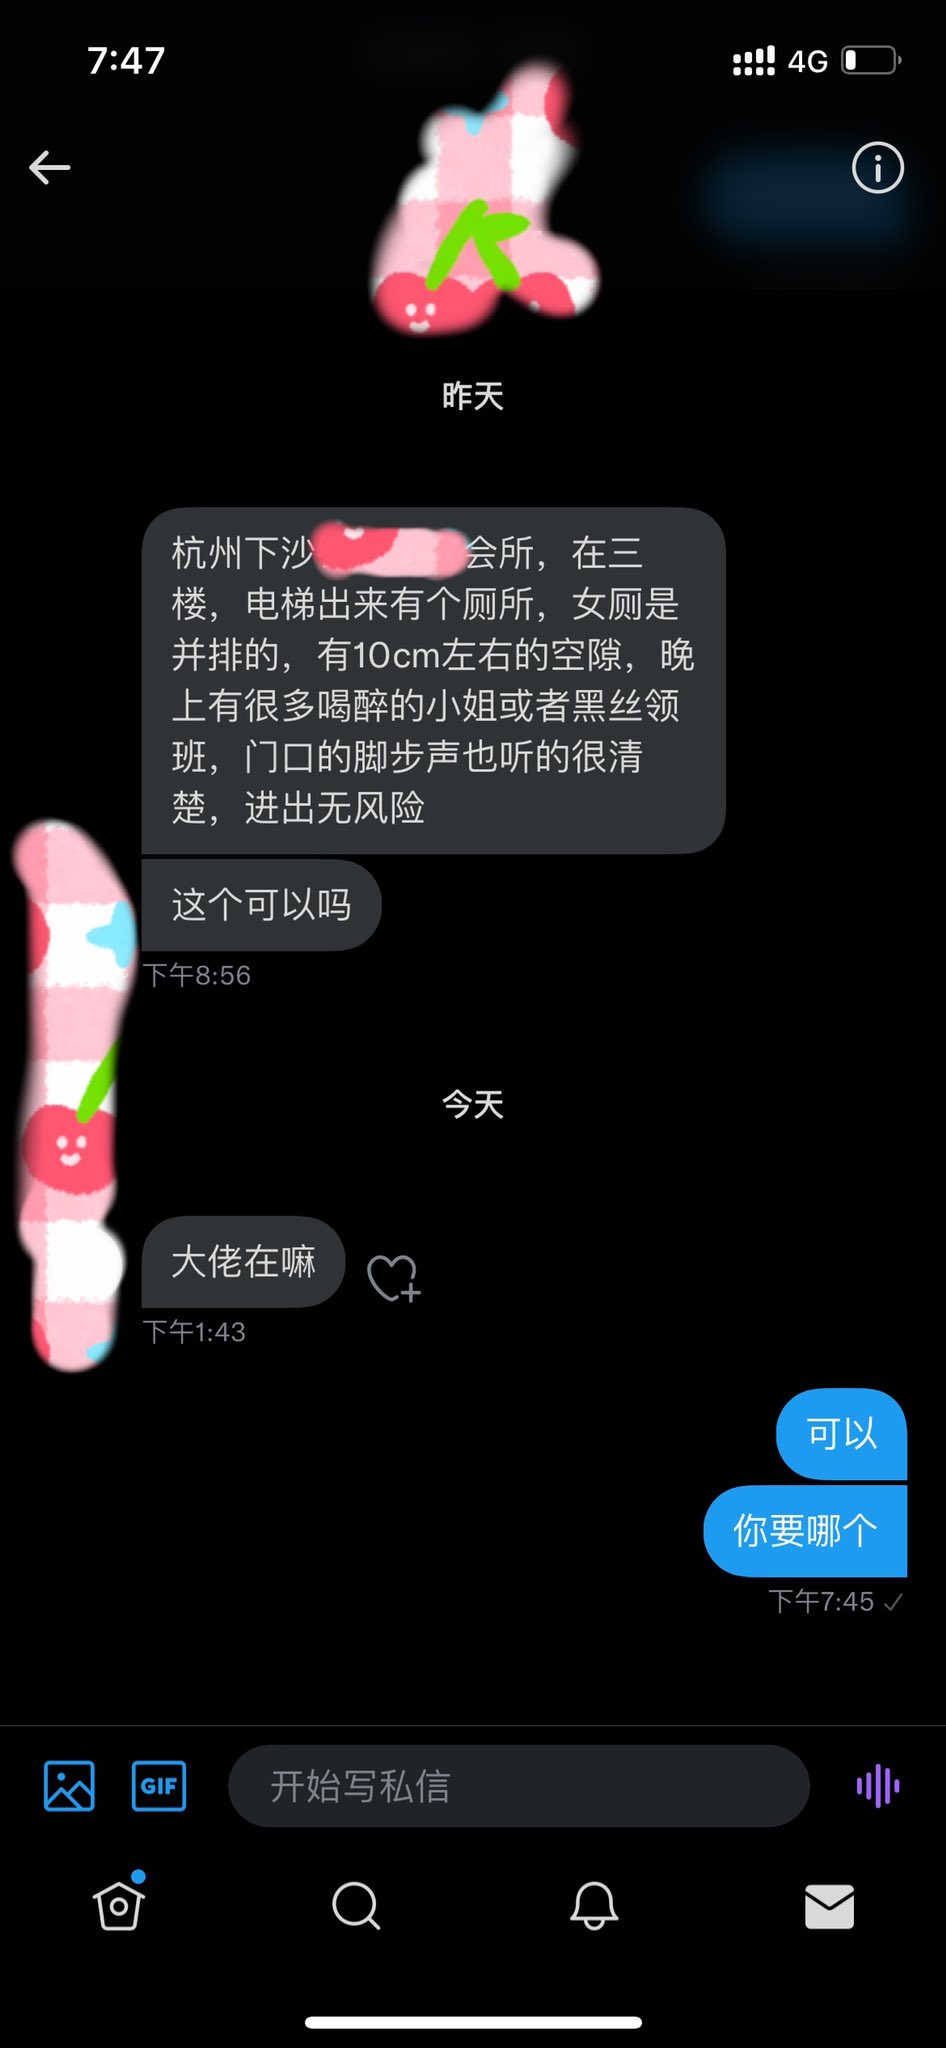 7:47
4G
昨天
杭州下沙
会所，在三
楼，电梯出来有个厕所，女厕是
并排的，有10cm左右的空隙，晚
上有很多喝醉的小姐或者黑丝领
班，门口的脚步声也听的很清
楚，进出无风险
这个可以吗
下午8:56
今天
大佬在嘛
下午1:43
可以
你要哪个
下午7:45
GIF
开始写私信